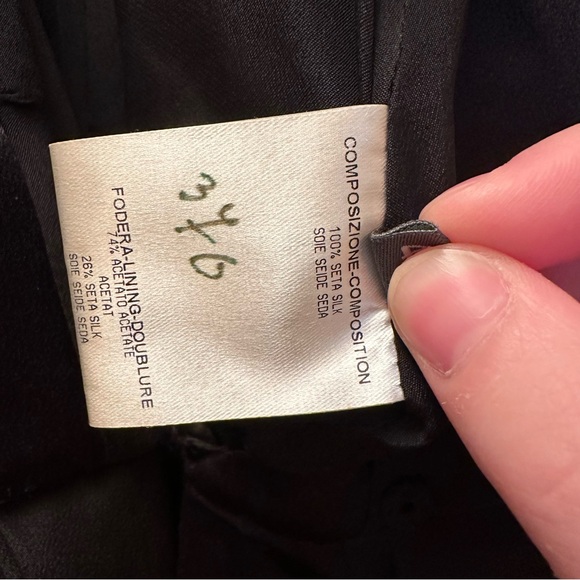 COMPOSIZIONE-COMPOSITION
100% SETA SILK
SOIE SEIDE SEDA
FODERA-LINING-DOUBLURE
74% ACETATO ACETATE
ACETAT
26% SETA SILK
SOIE SEIDE SEDA